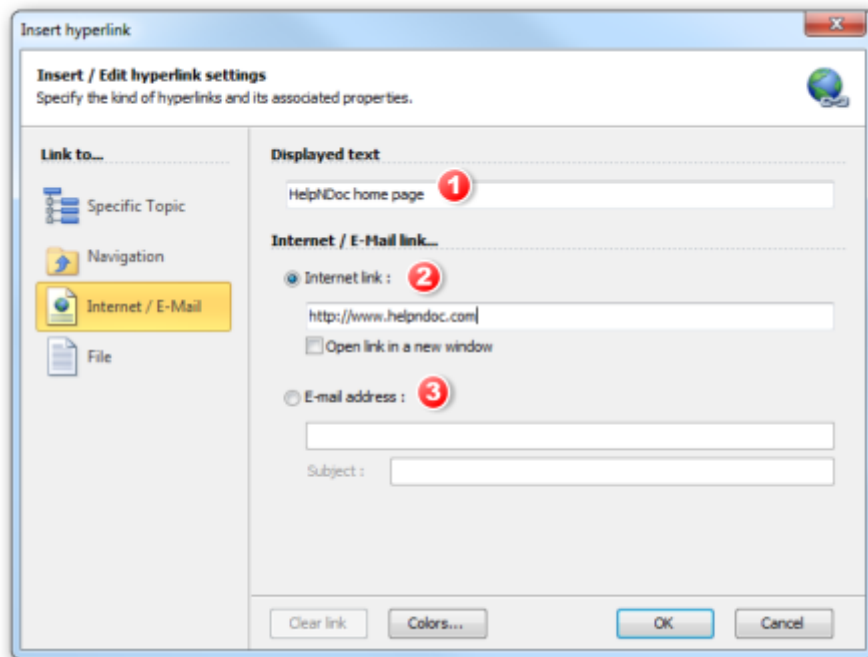 Insert hyperlink
Insert / Edit hyperlink settings
Specify the kind of hyperlinks and its associated properties.
Link to...
Specific Topic
Navigation
Internet / E-Mail
File
Displayed text
HelpNDoc home page 1
Internet / E-Mail link...
Internet link : 2
http://www.helpndoc.com
Open link in a new window
E-mail address : 3
Subject :
Clear link Colors... OK Cancel